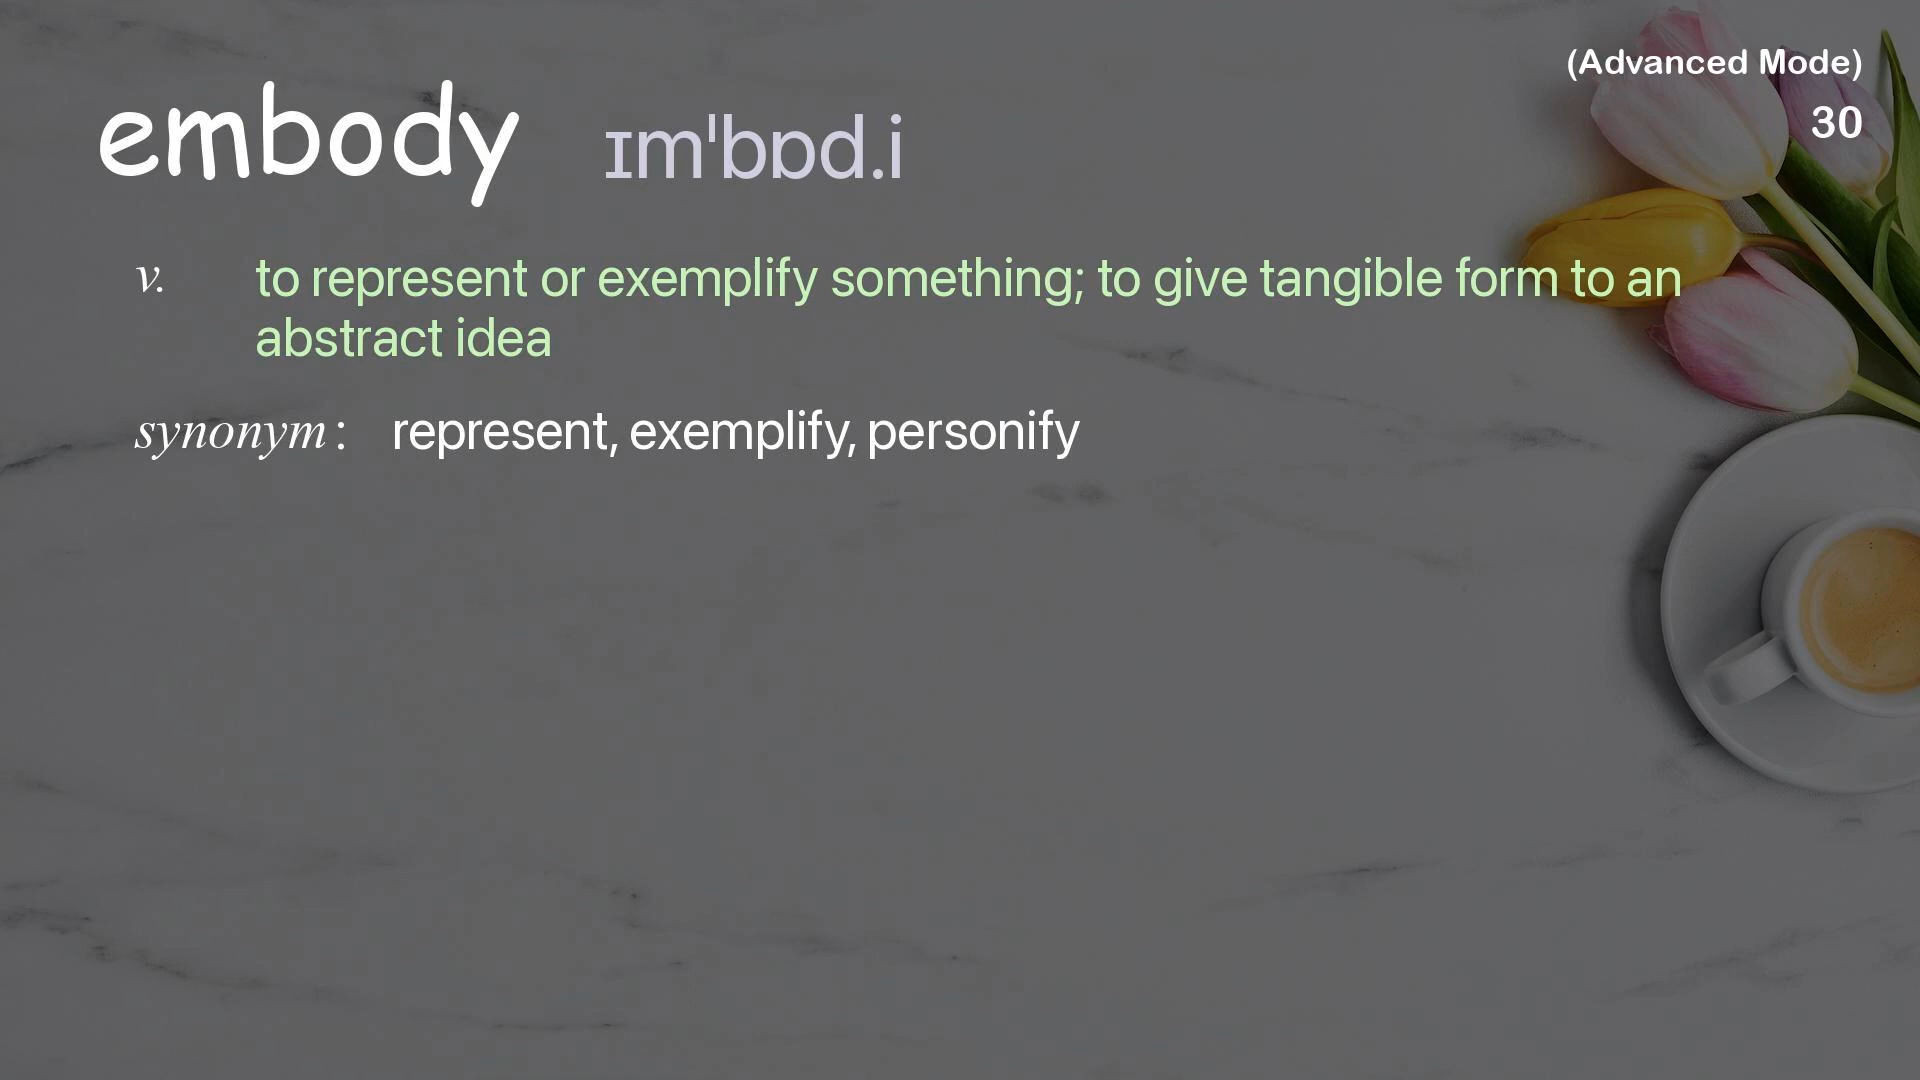 (Advanced Mode)
30
embody ɪmˈbɒd.i
v. to represent or exemplify something; to give tangible form to an
abstract idea
synonym: represent, exemplify, personify